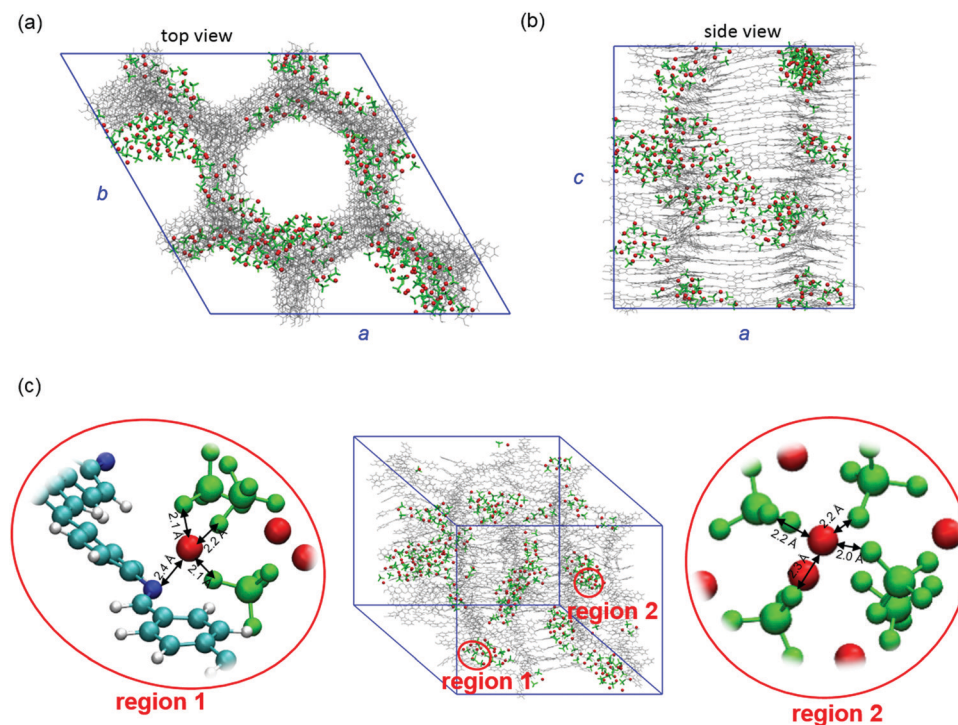 (a)
top view
b
a
(b)
side view
c
a
(c)
2.1 Å
2.2 Å
2.4 Å
2.1
region 1
region 2
region 1
2.2 Å
2.2 Å
2.0 Å
2.3 Å
region 2